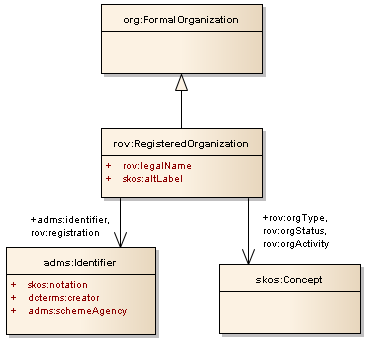 org:FormalOrganization
rov:RegisteredOrganization
+ rov:legalName
+ skos:altLabel
+adms:identifier,
rov:registration
+rov:orgType,
rov:orgStatus,
rov:orgActivity
adms:Identifier
+ skos:notation
+ dcterms:creator
+ adms:schemeAgency
skos:Concept